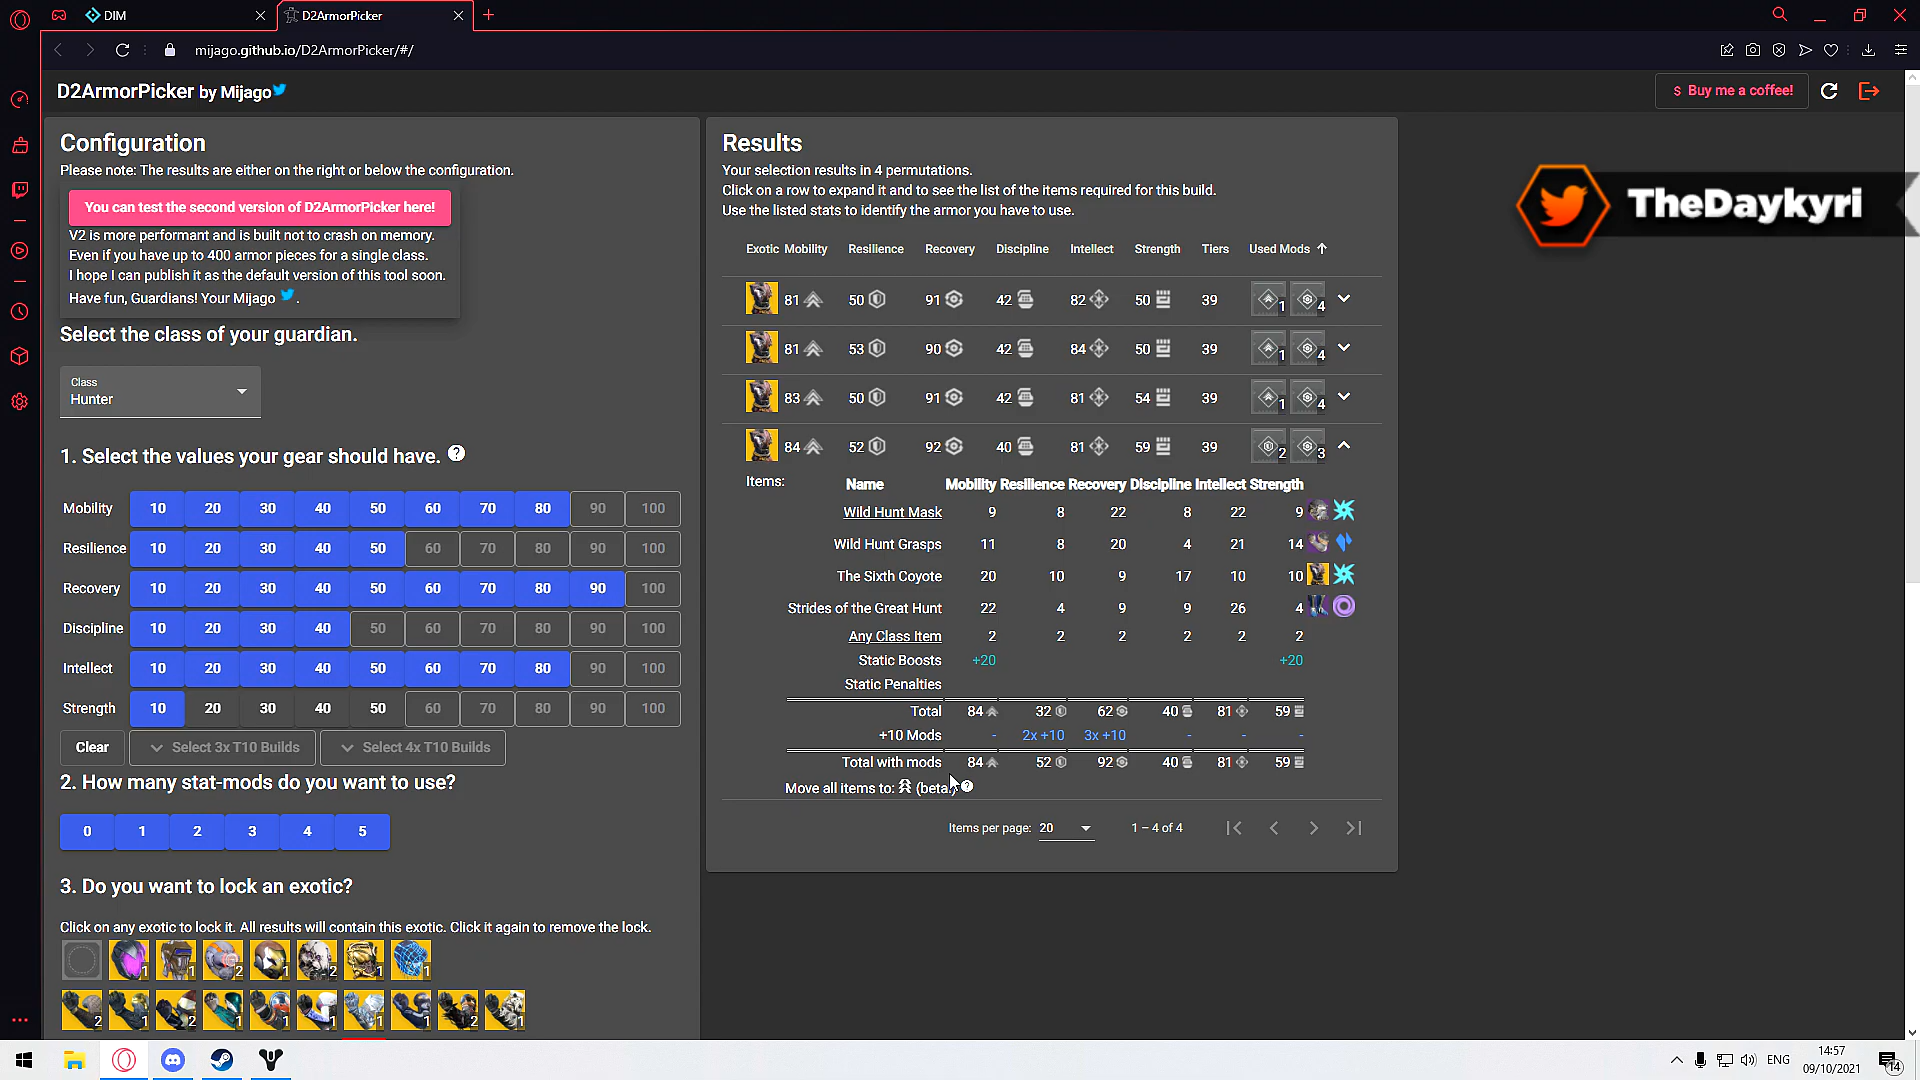 DIM
D2ArmorPicker
mijago.github.io/D2ArmorPicker/#/
D2ArmorPicker by Mijago
$ Buy me a coffee!
Configuration
Please note: The results are either on the right or below the configuration.
You can test the second version of D2ArmorPicker here!
V2 is more performant and is built not to crash on memory.
Even if you have up to 400 armor pieces for a single class.
I hope I can publish it as the default version of this tool soon.
Have fun, Guardians! Your Mijago .
Select the class of your guardian.
Class
Hunter
1. Select the values your gear should have. ?
Mobility 10 20 30 40 50 60 70 80 90 100
Resilience 10 20 30 40 50 60 70 80 90 100
Recovery 10 20 30 40 50 60 70 80 90 100
Discipline 10 20 30 40 50 60 70 80 90 100
Intellect 10 20 30 40 50 60 70 80 90 100
Strength 10 20 30 40 50 60 70 80 90 100
Clear Select 3x T10 Builds Select 4x T10 Builds
2. How many stat-mods do you want to use?
0 1 2 3 4 5
3. Do you want to lock an exotic?
Click on any exotic to lock it. All results will contain this exotic. Click it again to remove the lock.
1 1 2 1 2 1 1
2 1 2 1 1 1 1 1 2 1
Results
Your selection results in 4 permutations.
Click on a row to expand it and to see the list of the items required for this build.
Use the listed stats to identify the armor you have to use.
Exotic Mobility Resilience Recovery Discipline Intellect Strength Tiers Used Mods
81 50 91 42 82 50 39 1 4
81 53 90 42 84 50 39 1 4
83 50 91 42 81 54 39 1 4
84 52 92 40 81 59 39 2 3
Items: Name Mobility Resilience Recovery Discipline Intellect Strength
Wild Hunt Mask 9 8 22 8 22 9
Wild Hunt Grasps 11 8 20 4 21 14
The Sixth Coyote 20 10 9 17 10 10
Strides of the Great Hunt 22 4 9 9 26 4
Any Class Item 2 2 2 2 2 2
Static Boosts +20 +20
Static Penalties
Total 84 32 62 40 81 59
+10 Mods - 2x +10 3x +10 - - -
Total with mods 84 52 92 40 81 59
Move all items to: (beta) ?
Items per page: 20 1 – 4 of 4
TheDaykyri
ENG
14:57
09/10/2021
14